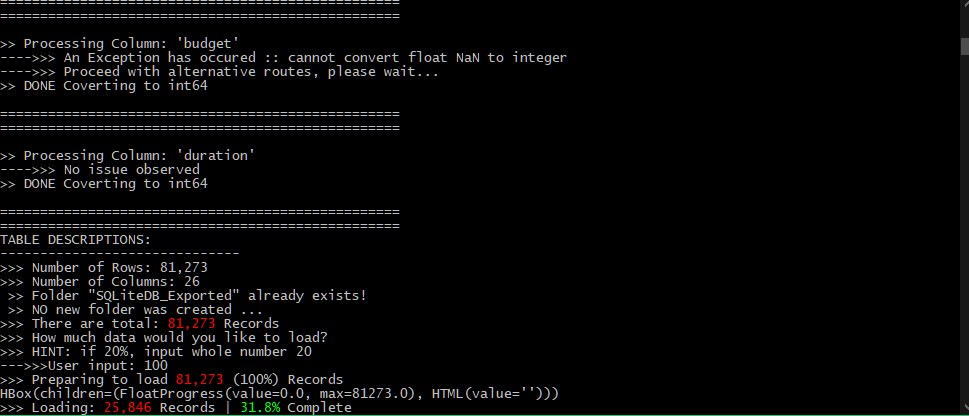 ==================================================
==================================================
>> Processing Column: 'budget'
---->>> An Exception has occured :: cannot convert float NaN to integer
---->>> Proceed with alternative routes, please wait...
>> DONE Coverting to int64
==================================================
==================================================
>> Processing Column: 'duration'
---->>> No issue observed
>> DONE Coverting to int64
==================================================
==================================================
TABLE DESCRIPTIONS:
------------------------------
>>> Number of Rows: 81,273
>>> Number of Columns: 26
 >> Folder "SQLiteDB_Exported" already exists!
 >> NO new folder was created ...
>>> There are total: 81,273 Records
>>> How much data would you like to load?
>>> HINT: if 20%, input whole number 20
--->>>User input: 100
>>> Preparing to load 81,273 (100%) Records
HBox(children=(FloatProgress(value=0.0, max=81273.0), HTML(value='')))
>>> Loading: 25,846 Records | 31.8% Complete